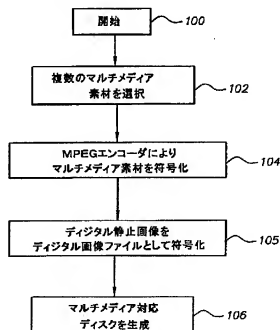 開始
100
複数のマルチメディア
素材を選択
102
MPEGエンコーダにより
マルチメディア素材を符号化
104
ディジタル静止画像を
ディジタル画像ファイルとして符号化
105
マルチメディア対応
ディスクを生成
106